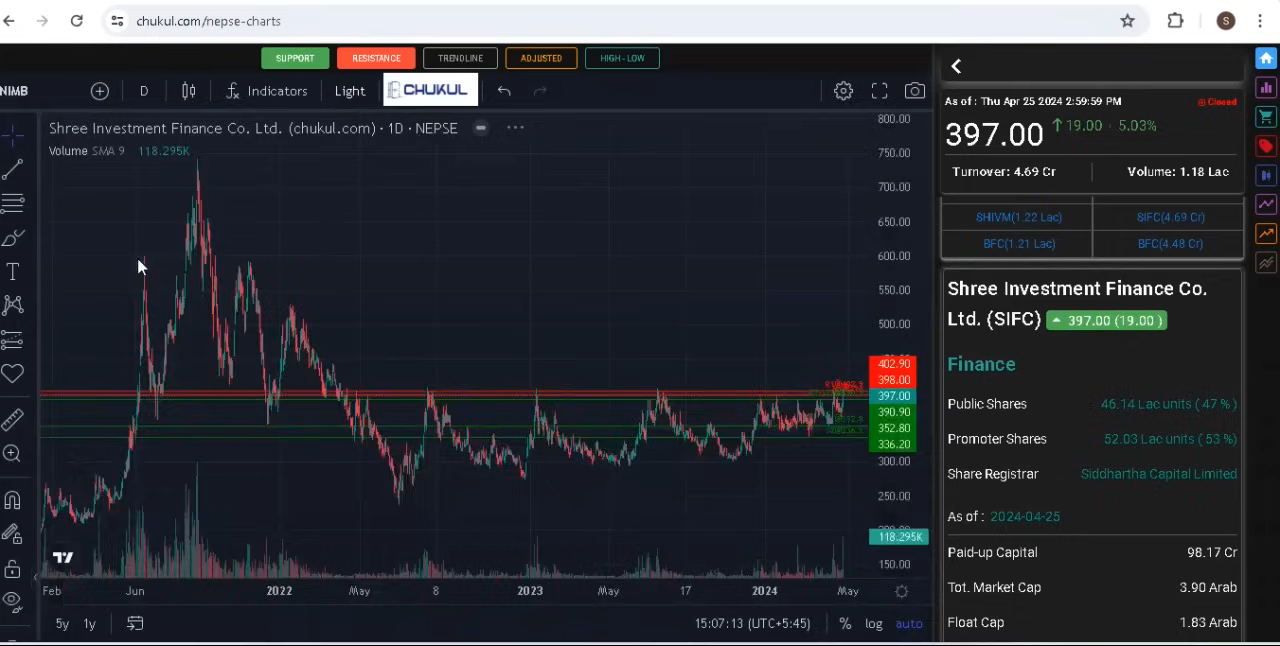 chukul.com/nepse-charts
S
SUPPORT RESISTANCE TRENDLINE ADJUSTED HIGH - LOW
NIMB D Indicators Light CHUKUL
Shree Investment Finance Co. Ltd. (chukul.com) · 1D · NEPSE
Volume SMA 9 118.295K
800.00
750.00
700.00
650.00
600.00
550.00
500.00
402.90
398.00
397.00
390.90
352.80
336.20
300.00
250.00
118.295K
150.00
Feb Jun 2022 May 8 2023 May 17 2024 May
5y 1y 15:07:13 (UTC+5:45) % log auto
As of : Thu Apr 25 2024 2:59:59 PM Closed
397.00 19.00 · 5.03%
Turnover: 4.69 Cr Volume: 1.18 Lac
SHIVM(1.22 Lac) SIFC(4.69 Cr)
BFC(1.21 Lac) BFC(4.48 Cr)
Shree Investment Finance Co.
Ltd. (SIFC) 397.00 (19.00 )
Finance
Public Shares 46.14 Lac units ( 47 % )
Promoter Shares 52.03 Lac units ( 53 %)
Share Registrar Siddhartha Capital Limited
As of : 2024-04-25
Paid-up Capital 98.17 Cr
Tot. Market Cap 3.90 Arab
Float Cap 1.83 Arab